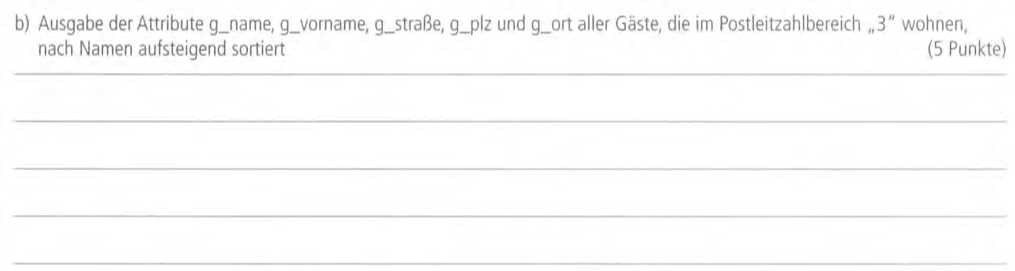 b) Ausgabe der Attribute g_name, g_vorname, g_straße, g_plz und g_ort aller Gäste, die im Postleitzahlbereich „3“ wohnen,
nach Namen aufsteigend sortiert (5 Punkte)